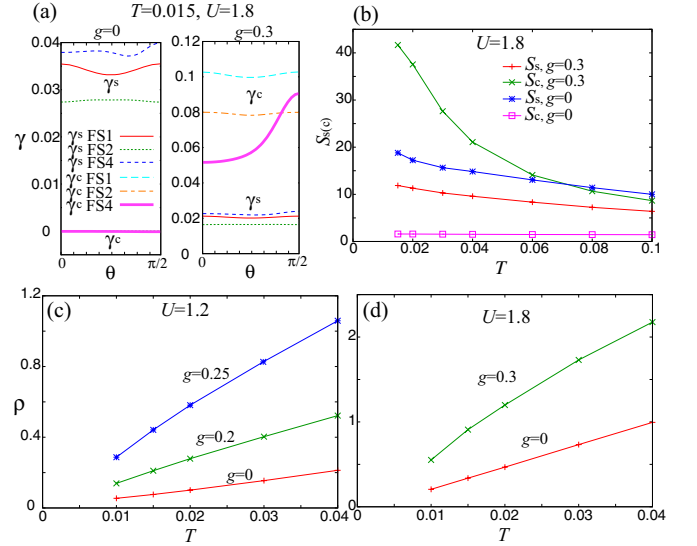 (a)
T=0.015, U=1.8
g=0
g=0.3
0.04
0.03
0.02
0.01
0
γ
γˢ
γˢ FS1
γˢ FS2
γˢ FS4
γᶜ FS1
γᶜ FS2
γᶜ FS4
γᶜ
0
θ
π/2
0.12
0.1
0.08
0.06
0.04
0.02
0
γc
γˢ
0
θ
π/2
(b)
U=1.8
Sₛ, g=0.3
S꜀, g=0.3
Sₛ, g=0
S꜀, g=0
Sₛ(c)
40
30
20
10
0
0.02
0.04
0.06
0.08
0.1
T
(c)
U=1.2
g=0.25
g=0.2
g=0
ρ
1.2
0.8
0.4
0
0.01
0.02
0.03
0.04
T
(d)
U=1.8
g=0.3
g=0
2
1
0
0.01
0.02
0.03
0.04
T